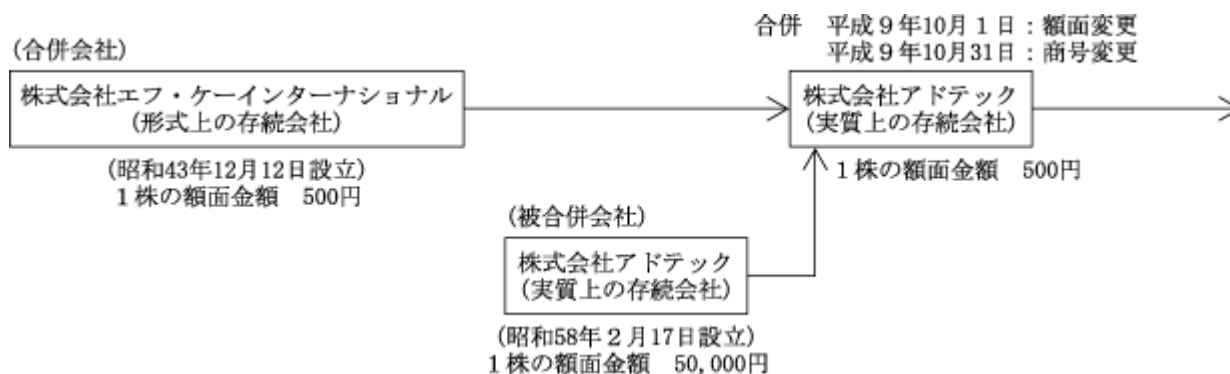 合併　平成９年10月１日：額面変更
平成９年10月31日：商号変更
(合併会社)
株式会社エフ・ケーインターナショナル
(形式上の存続会社)
(昭和43年12月12日設立)
１株の額面金額　500円
株式会社アドテック
(実質上の存続会社)
１株の額面金額　500円
(被合併会社)
株式会社アドテック
(実質上の存続会社)
(昭和58年２月17日設立)
１株の額面金額　50,000円